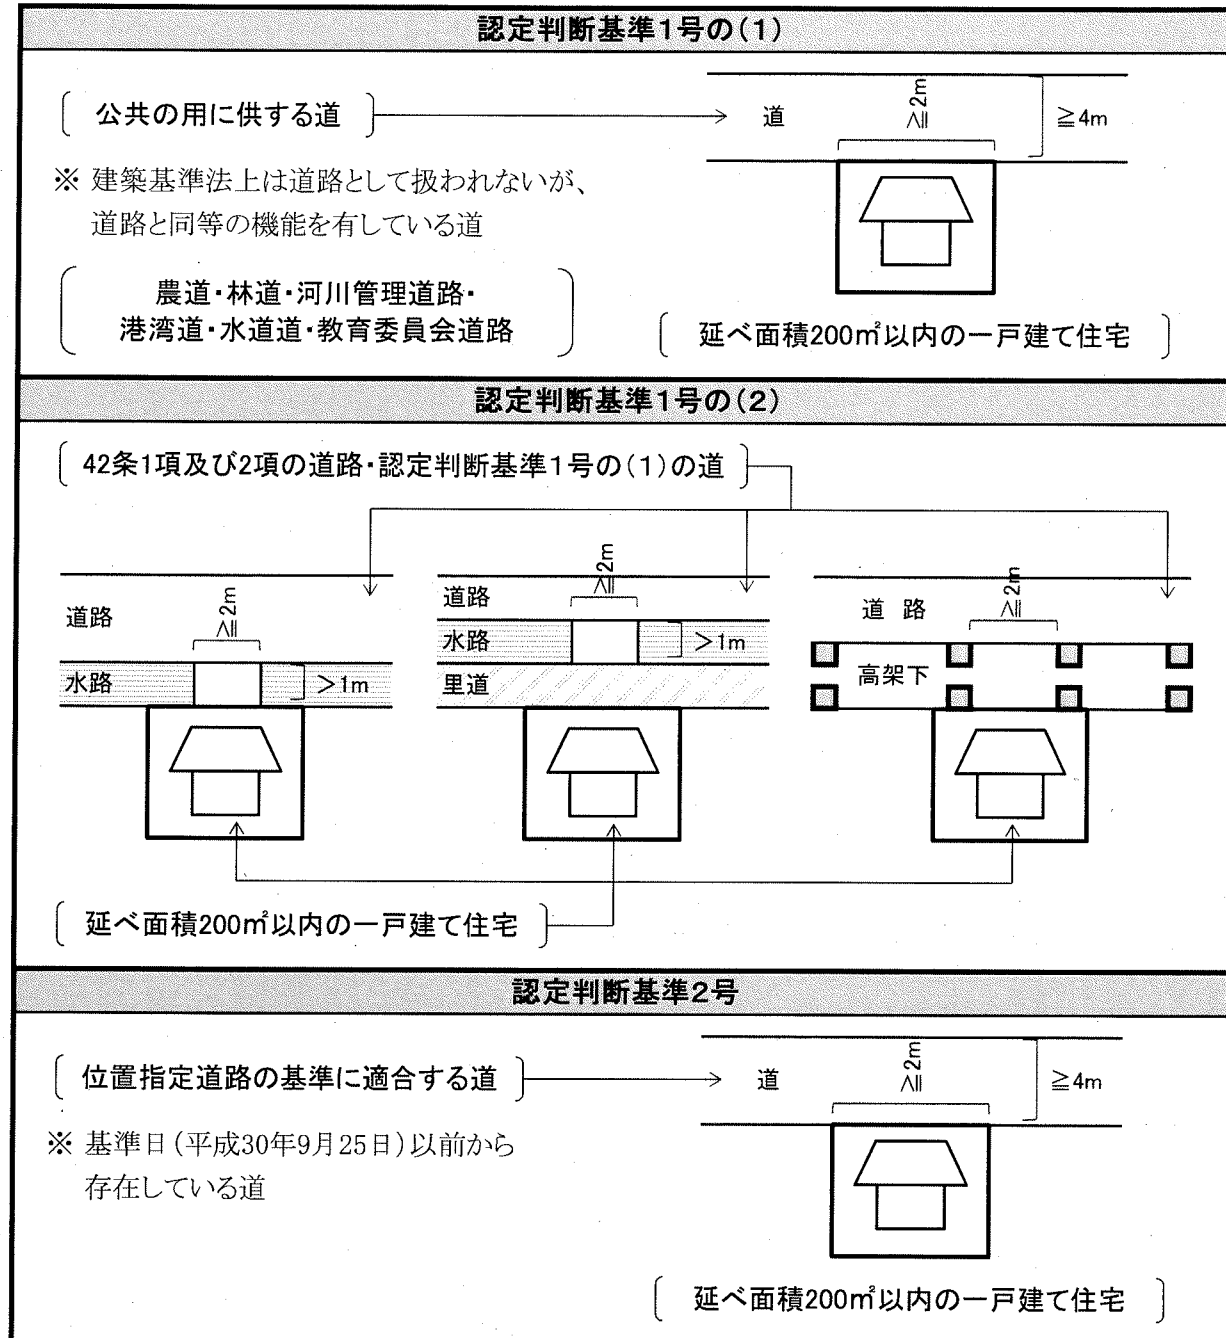 認定判断基準1号の(1)
公共の用に供する道
道
≧2m
≧4m
※ 建築基準法上は道路として扱われないが、
道路と同等の機能を有している道
農道・林道・河川管理道路・
港湾道・水道道・教育委員会道路
延べ面積200㎡以内の一戸建て住宅
認定判断基準1号の(2)
42条1項及び2項の道路・認定判断基準1号の(1)の道
道路
≧2m
水路
>1m
道路
≧2m
水路
>1m
里道
道 路
≧2m
高架下
延べ面積200㎡以内の一戸建て住宅
認定判断基準2号
位置指定道路の基準に適合する道
道
≧2m
≧4m
※ 基準日(平成30年9月25日)以前から
存在している道
延べ面積200㎡以内の一戸建て住宅